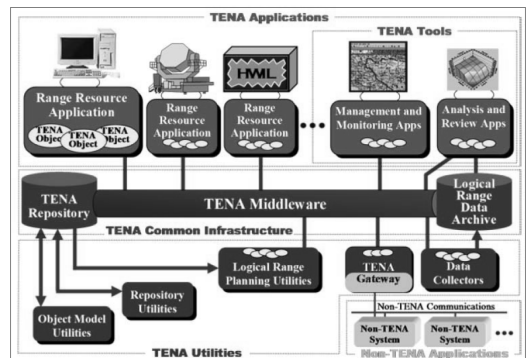 TENA Applications
TENA Tools
HWIL
Range Resource
Application
TENA
Object
TENA
Object
TENA
Object
Range
Resource
Application
Range
Resource
Application
Management and
Monitoring Apps
Analysis and
Review Apps
TENA
Repository
TENA Middleware
Logical
Range
Data
Archive
TENA Common Infrastructure
Logical Range
Planning Utilities
TENA
Gateway
Data
Collectors
Repository
Utilities
Object Model
Utilities
Non-TENA Communications
Non-TENA
System
Non-TENA
System
Non-TENA Applications
TENA Utilities